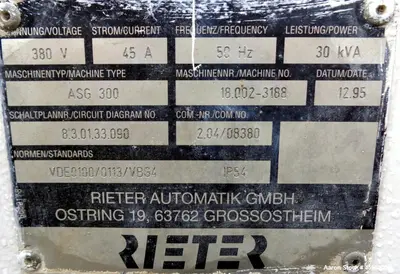 NNUNG/VOLTAGE STROM/CURRENT FREQUENZ/FREQUENCY LEISTUNG/POWER
380 V 45 A 50 Hz 30 kVA
MASCHINENTYP/MACHINE TYPE MASCHINENNR./MACHINE NO. DATUM/DATE
ASG 300 18.002-3188 12.95
SCHALTPLANNR./CIRCUIT DIAGRAM NO. COM.-NR./COM NO.
8.3.01.33.090 2.04/08380
NORMEN/STANDARDS
VDE0100/0113/VBG4 IP54
RIETER AUTOMATIK GMBH
OSTRING 19, 63762 GROSSOSTHEIM
RIETER